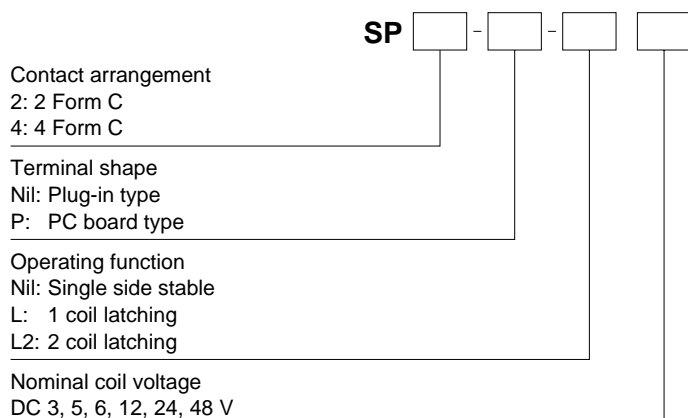 SP - -
Contact arrangement
2: 2 Form C
4: 4 Form C
Terminal shape
Nil: Plug-in type
P: PC board type
Operating function
Nil: Single side stable
L: 1 coil latching
L2: 2 coil latching
Nominal coil voltage
DC 3, 5, 6, 12, 24, 48 V